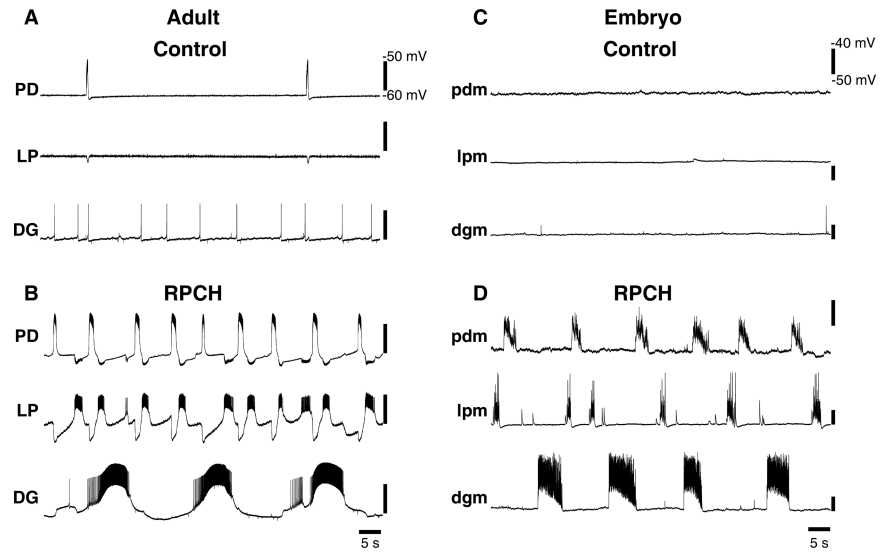 A Adult
Control
-50 mV
PD
-60 mV
LP
DG
B RPCH
PD
LP
DG
5 s
C Embryo
Control
-40 mV
pdm
-50 mV
lpm
dgm
D RPCH
pdm
lpm
dgm
5 s